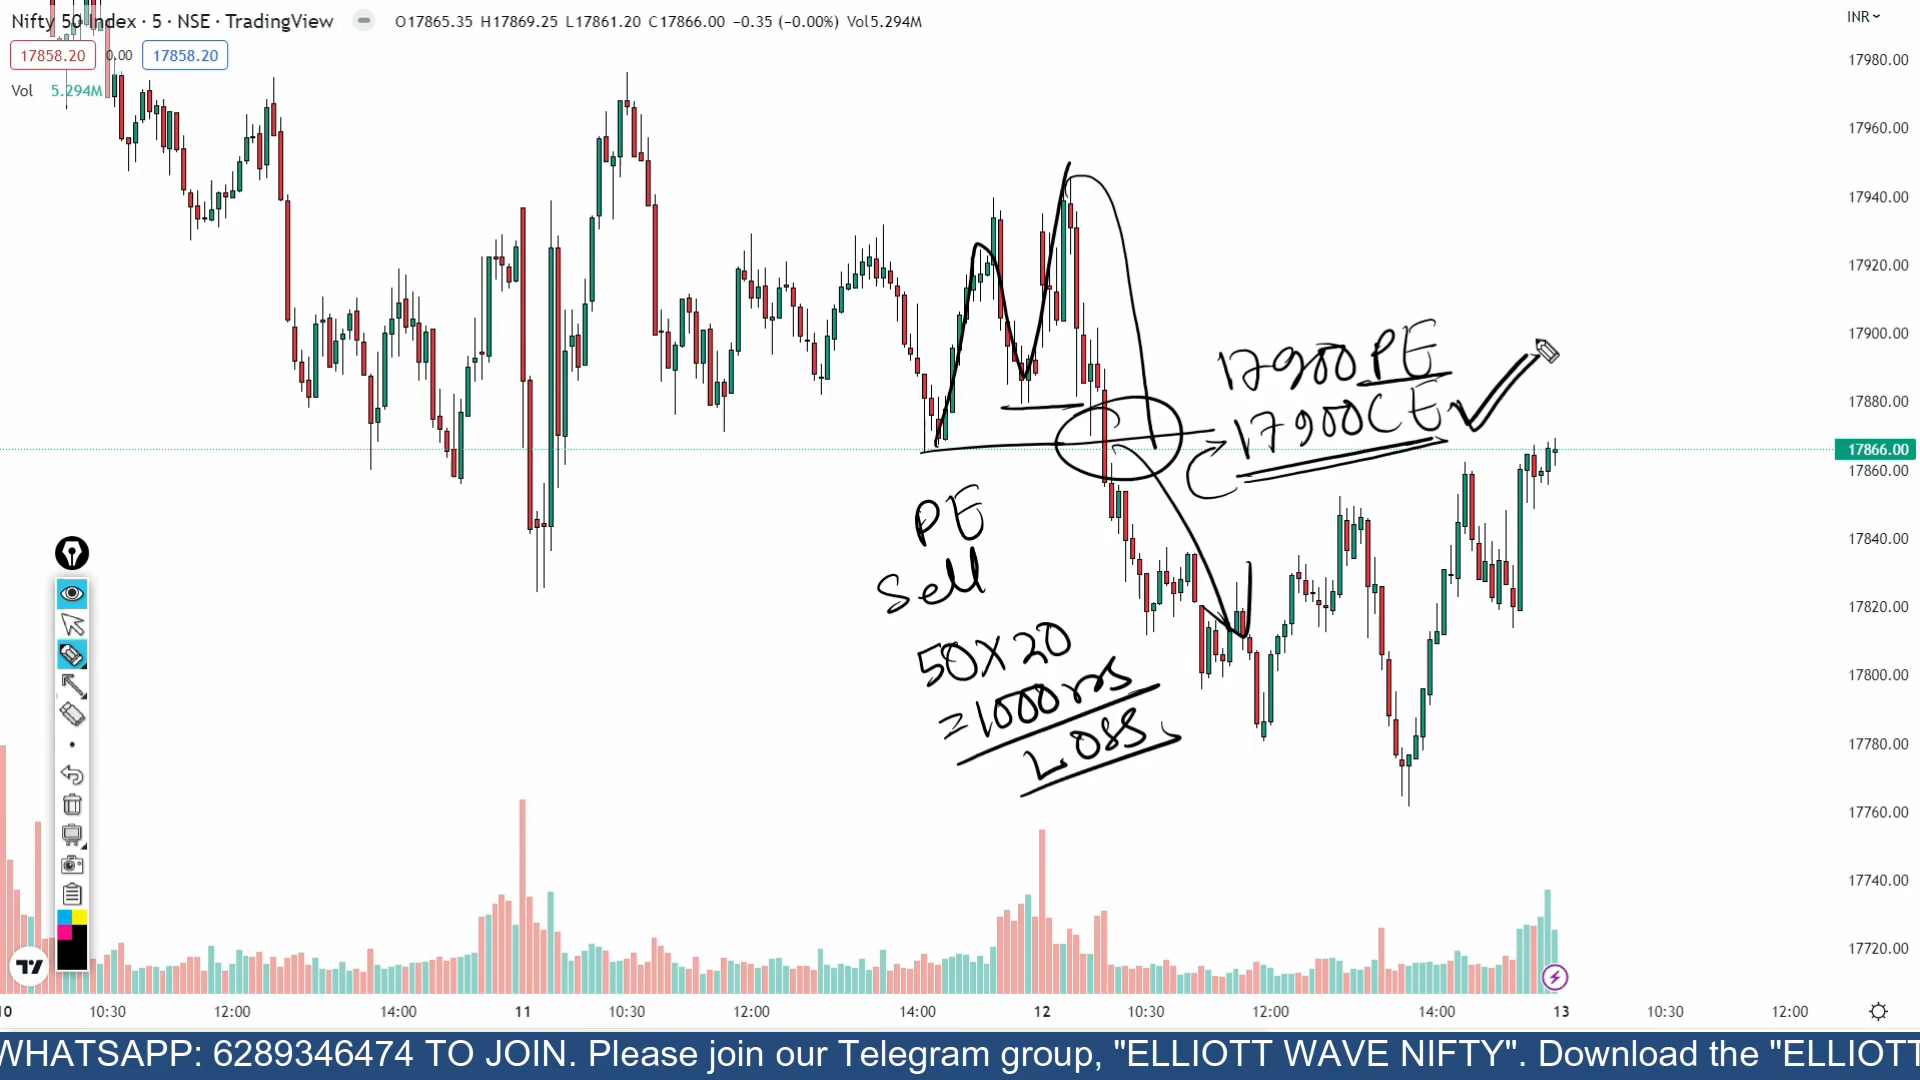 Nifty 50 Index · 5 · NSE · TradingView
O17865.35 H17869.25 L17861.20 C17866.00 −0.35 (−0.00%) Vol5.294M
INR
17858.20 0.00 17858.20
Vol 5.294M
17980.00
17960.00
17940.00
17920.00
17900.00
17880.00
17866.00
17860.00
17840.00
17820.00
17800.00
17780.00
17760.00
17740.00
17720.00
17900PE
17900CE
PE
Sell
50X20
=1000rs
Loss
10 10:30 12:00 14:00 11 10:30 12:00 14:00 12 10:30 12:00 14:00 13 10:30 12:00
WHATSAPP: 6289346474 TO JOIN. Please join our Telegram group, "ELLIOTT WAVE NIFTY". Download the "ELLIOTT